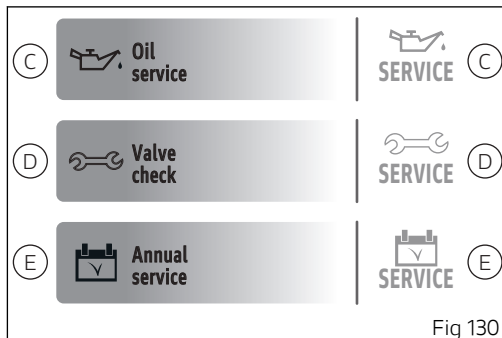 C Oil service SERVICE C
D Valve check SERVICE D
E Annual service SERVICE E
Fig 130